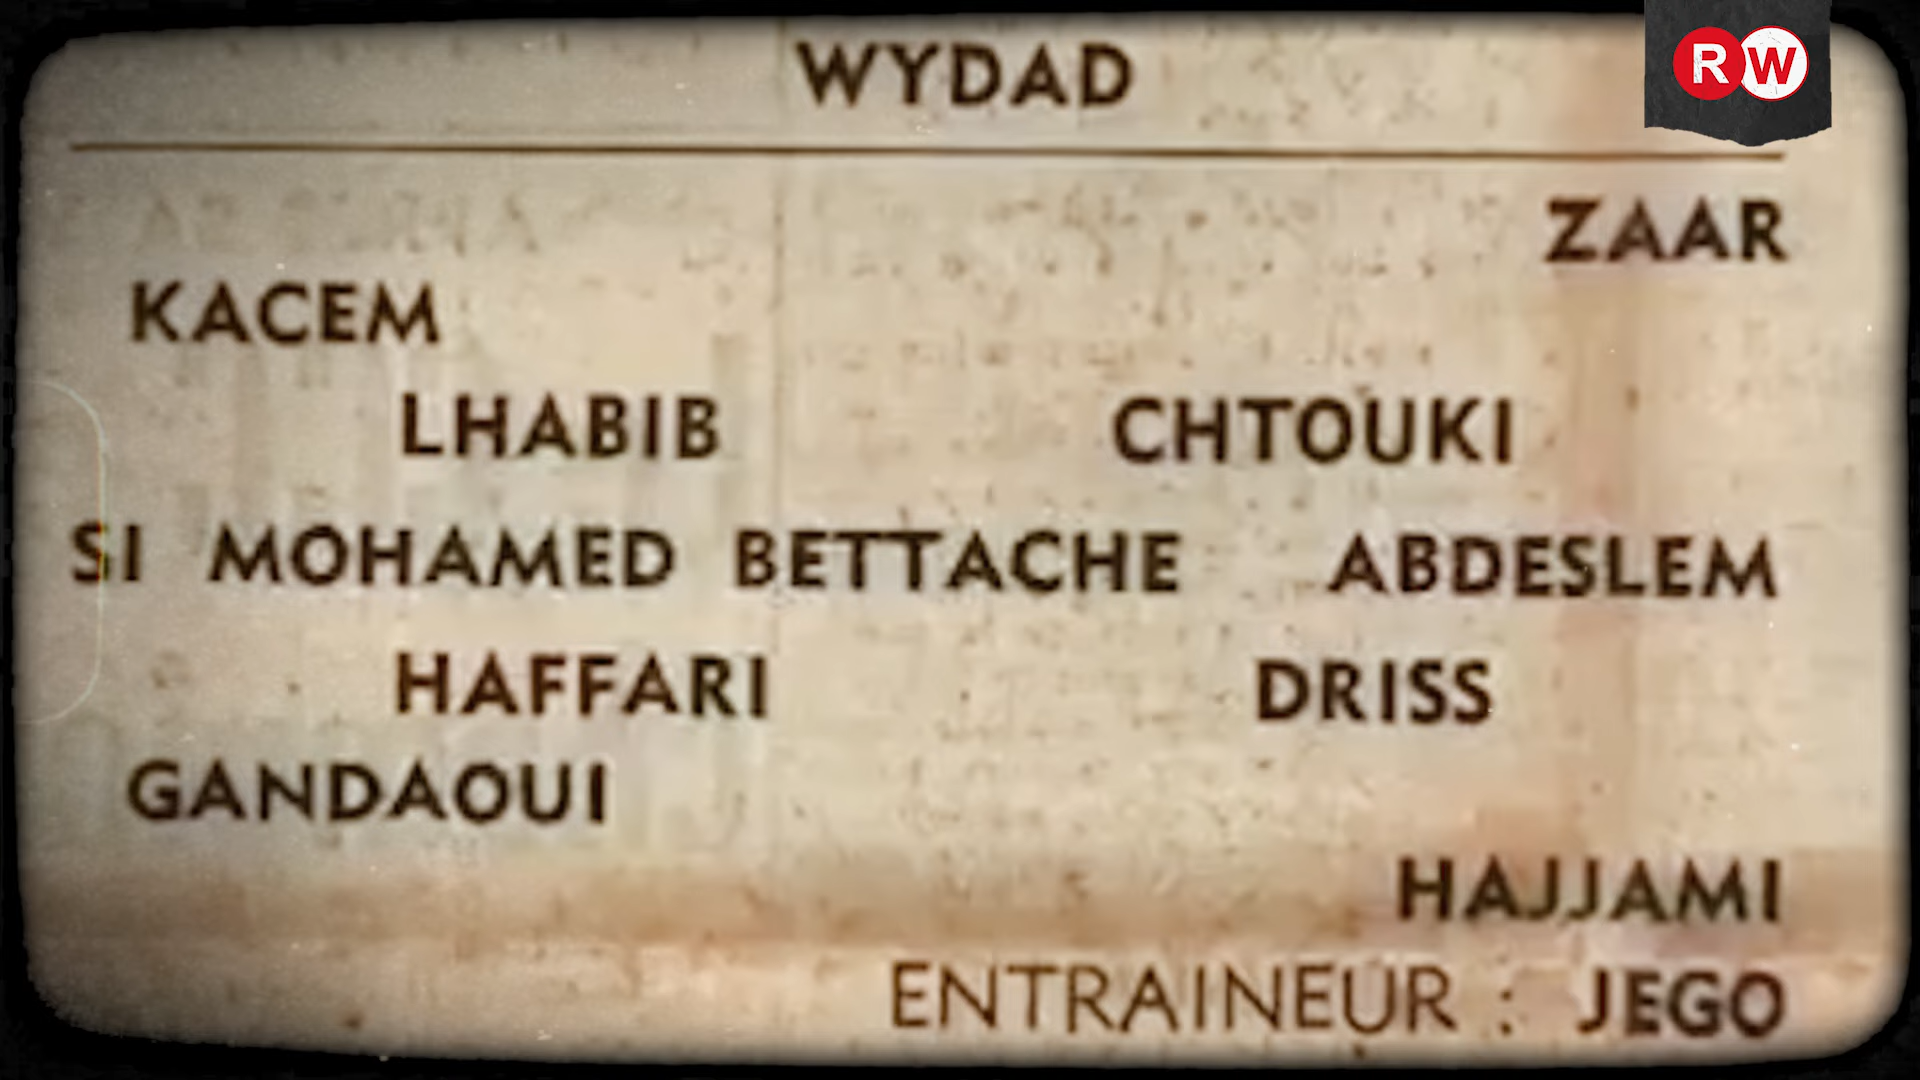 WYDAD
RW
ZAAR
KACEM
LHABIB CHTOUKI
SI MOHAMED BETTACHE ABDESLEM
HAFFARI DRISS
GANDAOUI
HAJJAMI
ENTRAINEUR : JEGO